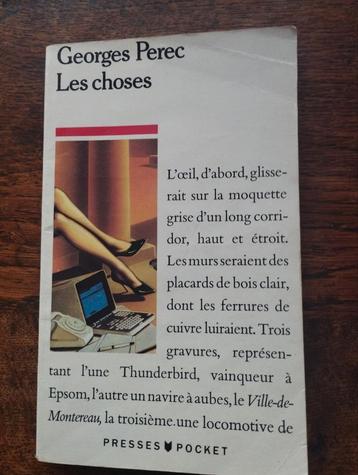 Georges Perec
Les choses
L'œil, d'abord, glisse-
rait sur la moquette
grise d'un long corri-
dor, haut et étroit.
Les murs seraient des
placards de bois clair,
dont les ferrures de
cuivre luiraient. Trois
gravures, représen-
tant l'une Thunderbird, vainqueur à
Epsom, l'autre un navire à aubes, le Ville-de-
Montereau, la troisième une locomotive de
PRESSES POCKET